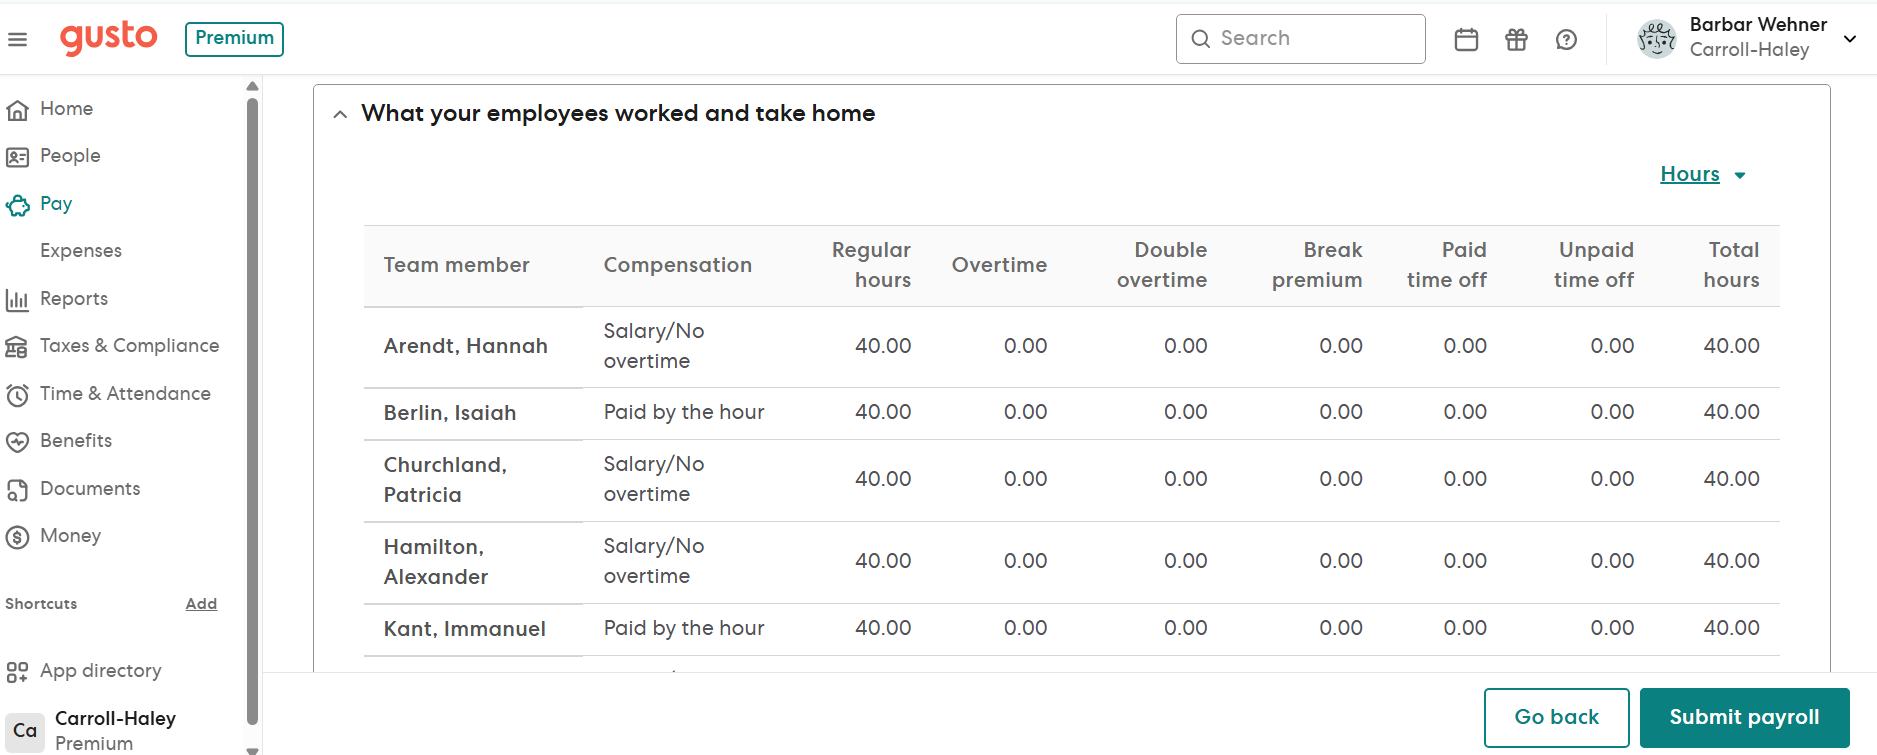 gusto
Premium
Search
Barbar Wehner
Carroll-Haley
Home
People
Pay
Expenses
Reports
Taxes & Compliance
Time & Attendance
Benefits
Documents
Money
Shortcuts Add
App directory
Ca
Carroll-Haley
Premium
What your employees worked and take home
Hours
Team member Compensation Regular hours Overtime Double overtime Break premium Paid time off Unpaid time off Total hours
Arendt, Hannah Salary/No overtime 40.00 0.00 0.00 0.00 0.00 0.00 40.00
Berlin, Isaiah Paid by the hour 40.00 0.00 0.00 0.00 0.00 0.00 40.00
Churchland, Patricia Salary/No overtime 40.00 0.00 0.00 0.00 0.00 0.00 40.00
Hamilton, Alexander Salary/No overtime 40.00 0.00 0.00 0.00 0.00 0.00 40.00
Kant, Immanuel Paid by the hour 40.00 0.00 0.00 0.00 0.00 0.00 40.00
Go back
Submit payroll